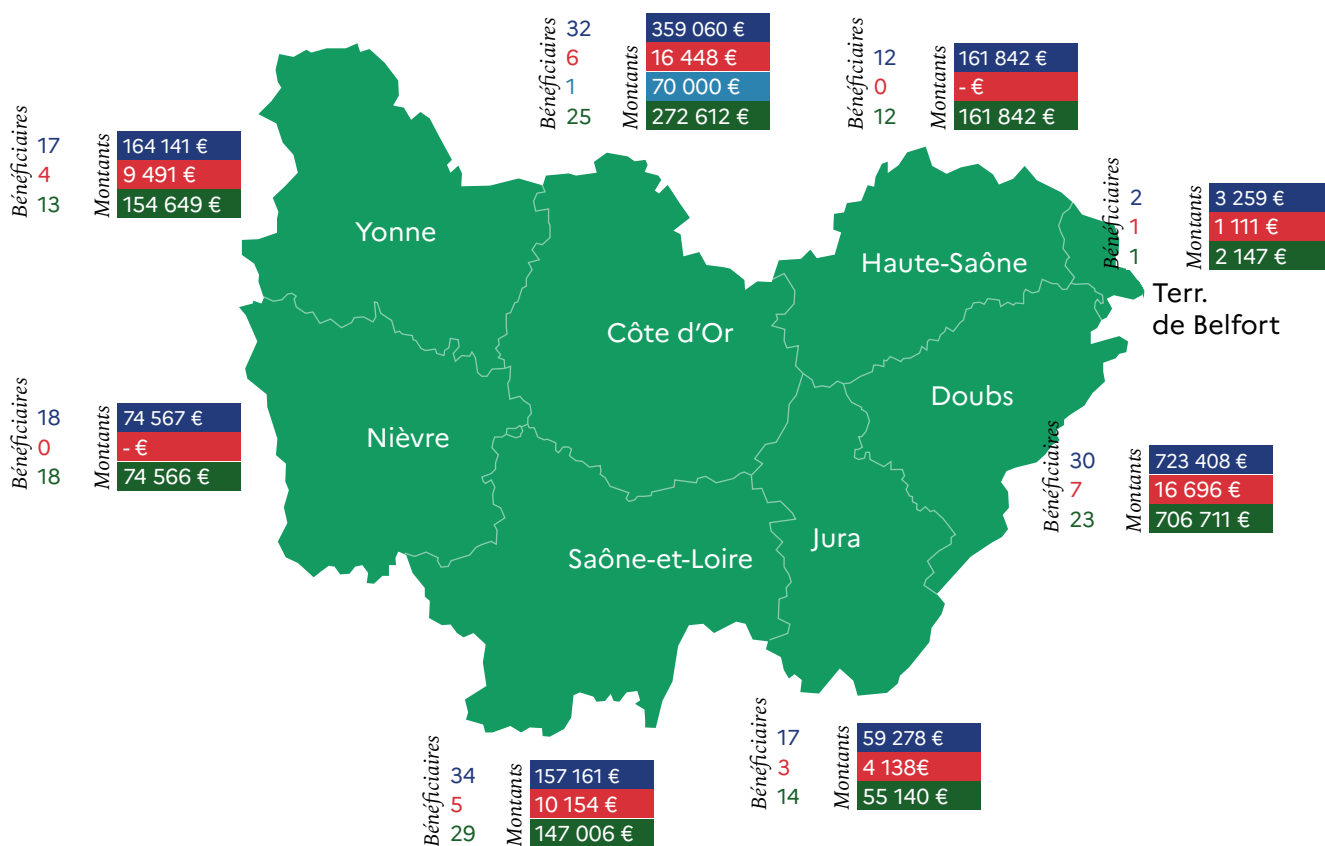 Bénéficiaires
32
6
1
25
Montants
359 060 €
16 448 €
70 000 €
272 612 €
Bénéficiaires
12
0
12
Montants
161 842 €
- €
161 842 €
Bénéficiaires
17
4
13
Montants
164 141 €
9 491 €
154 649 €
Bénéficiaires
2
1
1
Montants
3 259 €
1 111 €
2 147 €
Yonne
Haute-Saône
Terr.
de Belfort
Côte d'Or
Doubs
Nièvre
Bénéficiaires
18
0
18
Montants
74 567 €
- €
74 566 €
Bénéficiaires
30
7
23
Montants
723 408 €
16 696 €
706 711 €
Jura
Saône-et-Loire
Bénéficiaires
34
5
29
Montants
157 161 €
10 154 €
147 006 €
Bénéficiaires
17
3
14
Montants
59 278 €
4 138€
55 140 €